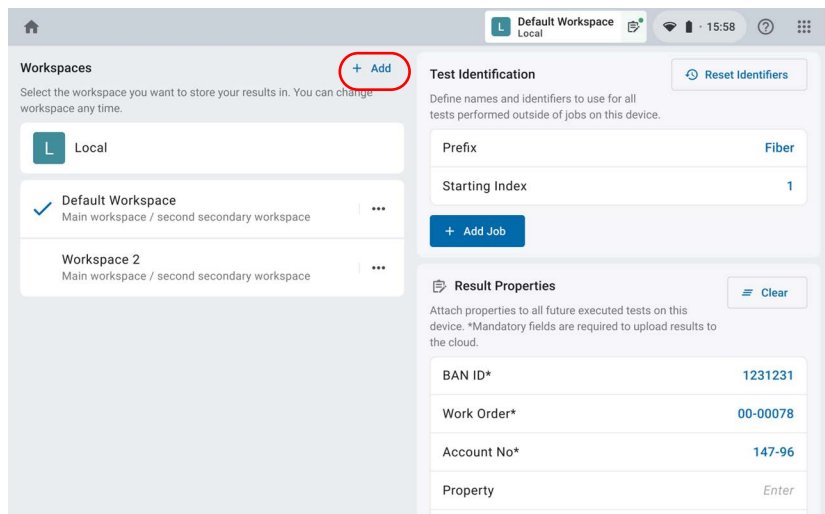 L
Default Workspace
Local
15:58
Workspaces
+ Add
Select the workspace you want to store your results in. You can change
workspace any time.
L
Local
Default Workspace
Main workspace / second secondary workspace
Workspace 2
Main workspace / second secondary workspace
Test Identification
Reset Identifiers
Define names and identifiers to use for all
tests performed outside of jobs on this device.
Prefix
Fiber
Starting Index
1
+ Add Job
Result Properties
Clear
Attach properties to all future executed tests on this
device. *Mandatory fields are required to upload results to
the cloud.
BAN ID*
1231231
Work Order*
00-00078
Account No*
147-96
Property
Enter